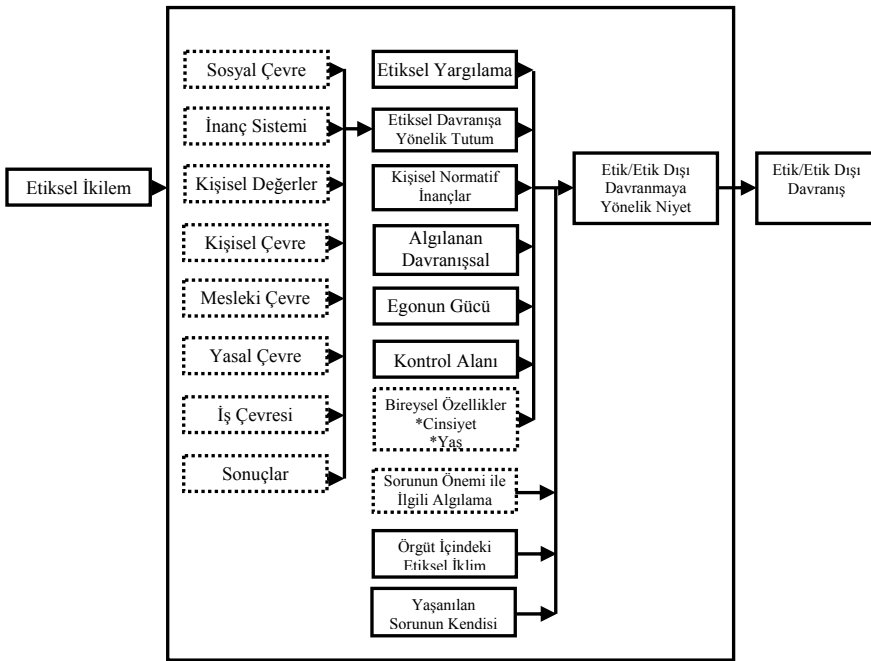 Etiksel İkilem
Sosyal Çevre
İnanç Sistemi
Kişisel Değerler
Kişisel Çevre
Mesleki Çevre
Yasal Çevre
İş Çevresi
Sonuçlar
Etiksel Yargılama
Etiksel Davranışa
Yönelik Tutum
Kişisel Normatif
İnançlar
Algılanan
Davranışsal
Egonun Gücü
Kontrol Alanı
Bireysel Özellikler
*Cinsiyet
*Yaş
Sorunun Önemi ile
İlgili Algılama
Örgüt İçindeki
Etiksel İklim
Yaşanılan
Sorunun Kendisi
Etik/Etik Dışı
Davranmaya
Yönelik Niyet
Etik/Etik Dışı
Davranış